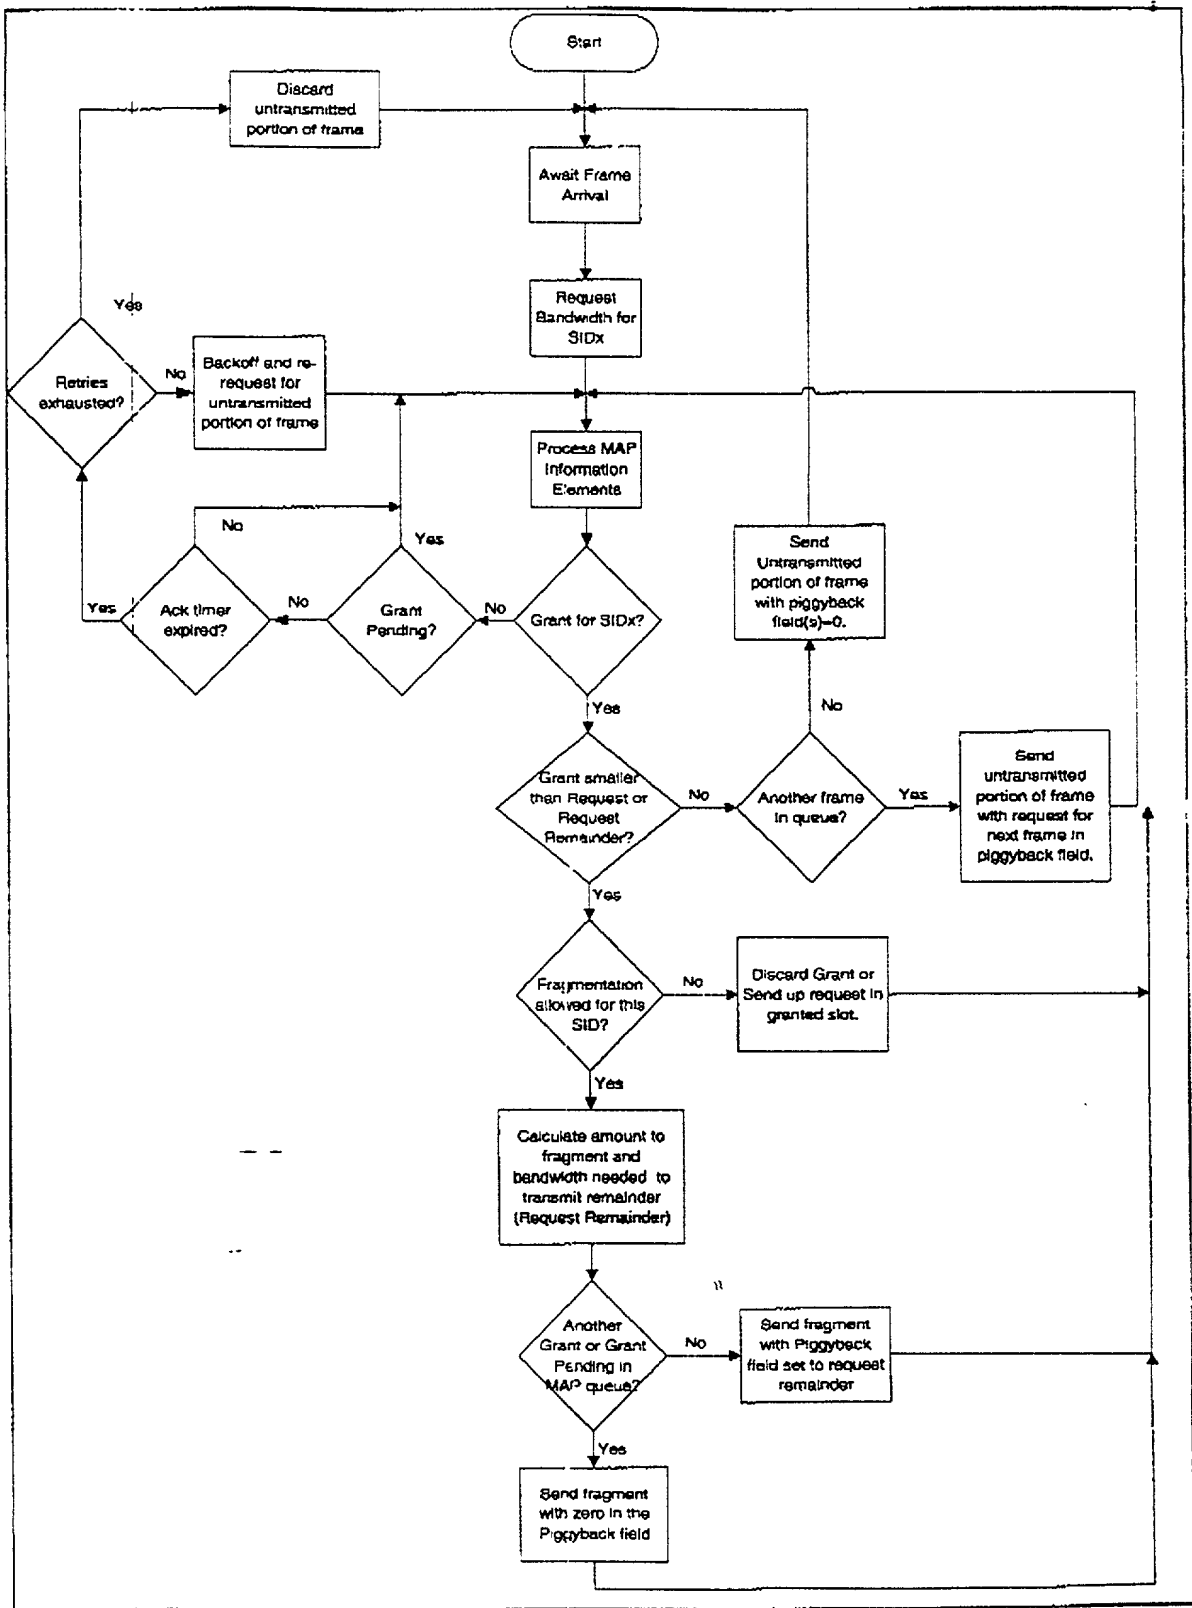 Start
Discard
untransmitted
portion of frame
Await Frame
Arrival
Request
Bandwidth for
SIDx
Yes
Retries
exhausted?
No
Backoff and re-
request for
untransmitted
portion of frame
Process MAP
Information
Elements
No
Yes
Send
Untransmitted
portion of frame
with piggyback
field(s)=0.
Yes
Ack timer
expired?
No
Grant
Pending?
No
Grant for SIDx?
Yes
No
Grant smaller
than Request or
Request
Remainder?
No
Another frame
in queue?
Yes
Send
untransmitted
portion of frame
with request for
next frame in
piggyback field.
Yes
Fragmentation
allowed for this
SID?
No
Discard Grant or
Send up request in
granted slot.
Yes
Calculate amount to
fragment and
bandwidth needed to
transmit remainder
(Request Remainder)
Another
Grant or Grant
Pending in
MAP queue?
No
Send fragment
with Piggyback
field set to request
remainder
Yes
Send fragment
with zero in the
Piggyback field